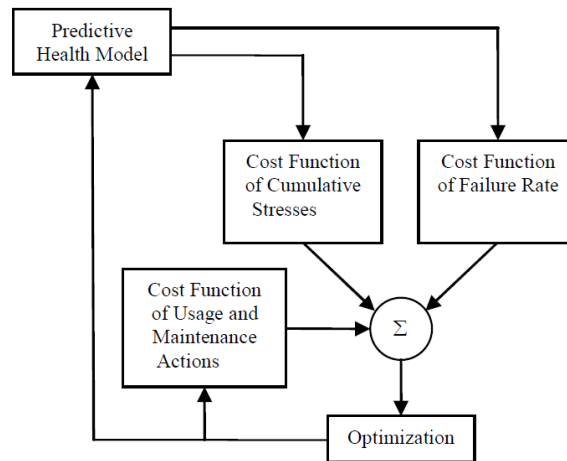 Predictive
Health Model
Cost Function
of Cumulative
Stresses
Cost Function
of Failure Rate
Cost Function
of Usage and
Maintenance
Actions
Σ
Optimization